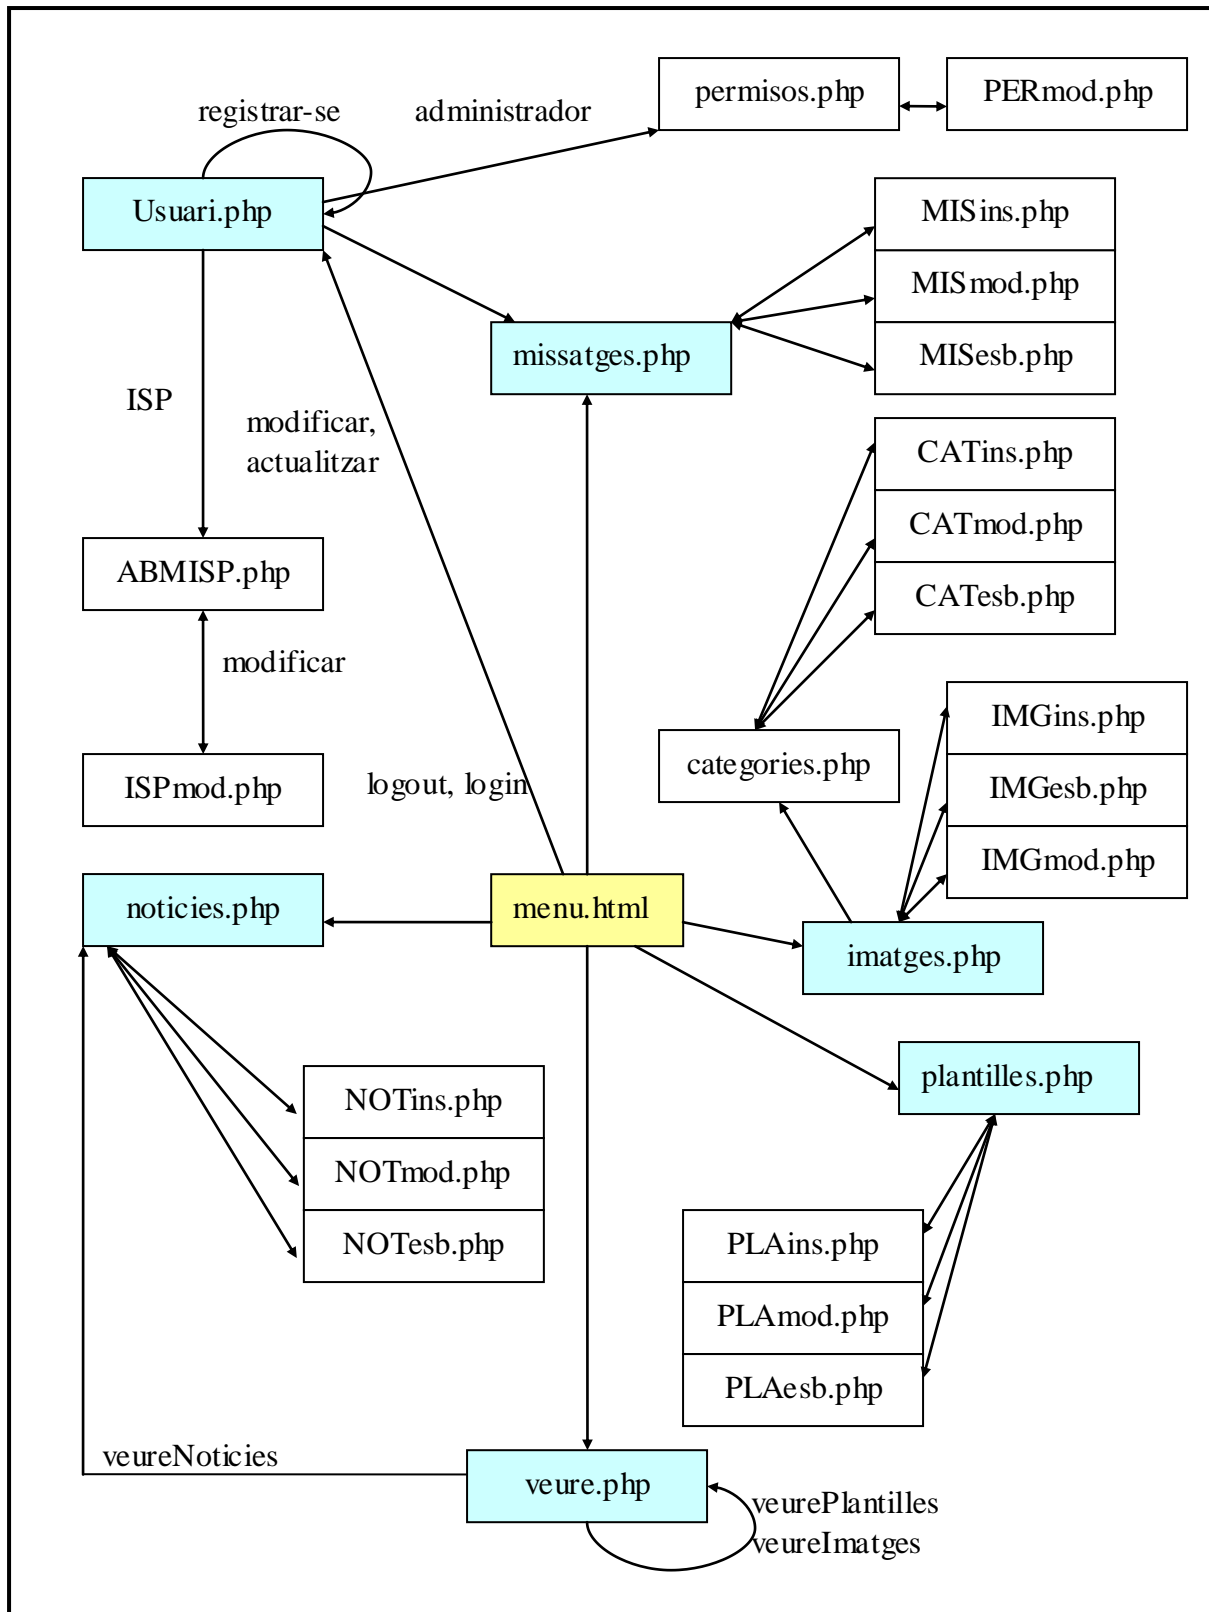 permisos.php
PERmod.php
registrar-se
administrador
Usuari.php
MISins.php
MISmod.php
missatges.php
MISesb.php
ISP
modificar,
actualitzar
CATins.php
CATmod.php
ABMISP.php
CATesb.php
modificar
IMGins.php
categories.php
ISPmod.php
logout, login
IMGesb.php
IMGmod.php
noticies.php
menu.html
imatges.php
plantilles.php
NOTins.php
NOTmod.php
NOTesb.php
PLAins.php
PLAmod.php
PLAesb.php
veureNoticies
veure.php
veurePlantilles
veureImatges